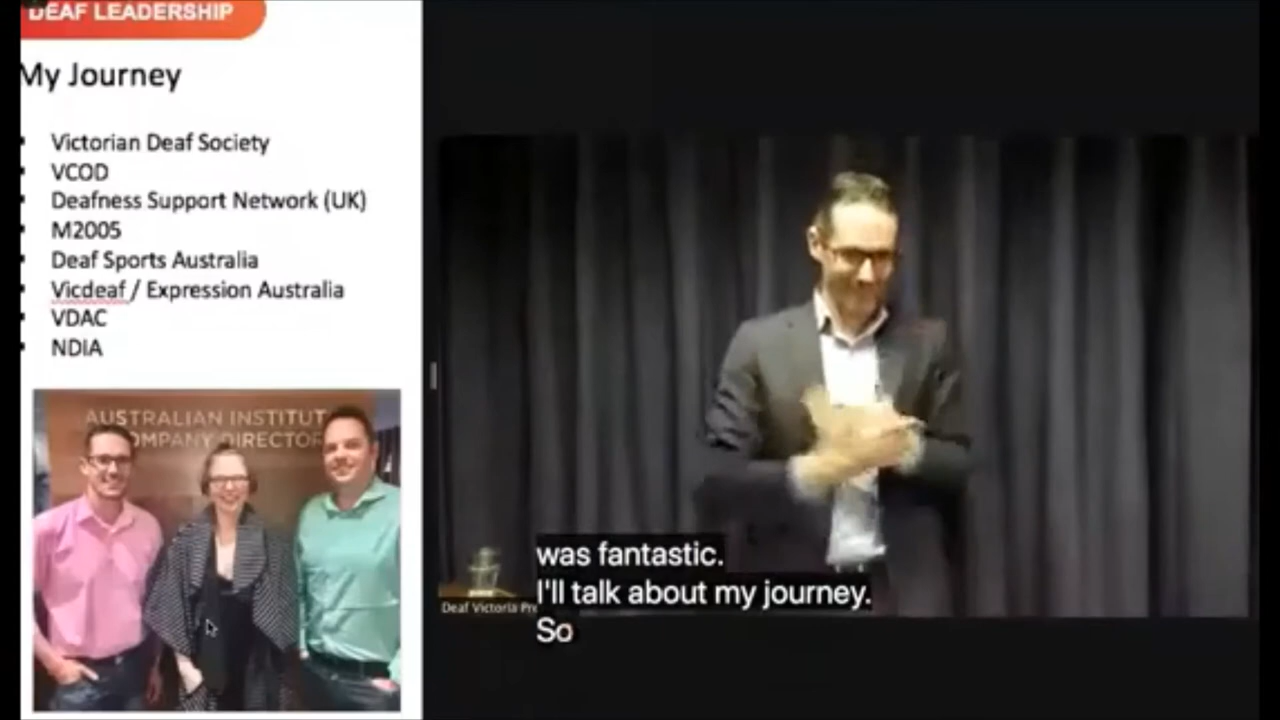 DEAF LEADERSHIP
My Journey
Victorian Deaf Society
VCOD
Deafness Support Network (UK)
M2005
Deaf Sports Australia
Vicdeaf / Expression Australia
VDAC
NDIA
AUSTRALIAN INSTITUT
COMPANY DIRECTOR
was fantastic.
I'll talk about my journey.
So
Deaf Victoria Pre